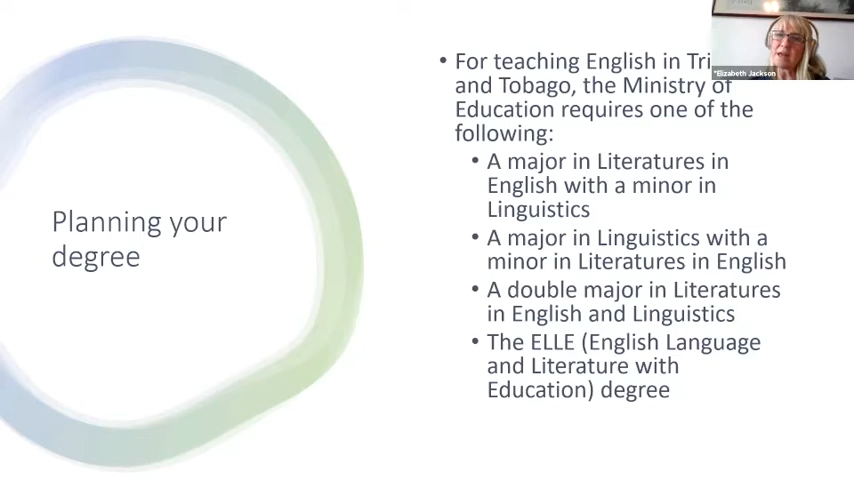 Planning your
degree
• For teaching English in Tri
and Tobago, the Ministry of
Education requires one of the
following:
• A major in Literatures in
English with a minor in
Linguistics
• A major in Linguistics with a
minor in Literatures in English
• A double major in Literatures
in English and Linguistics
• The ELLE (English Language
and Literature with
Education) degree
"Elizabeth Jackson